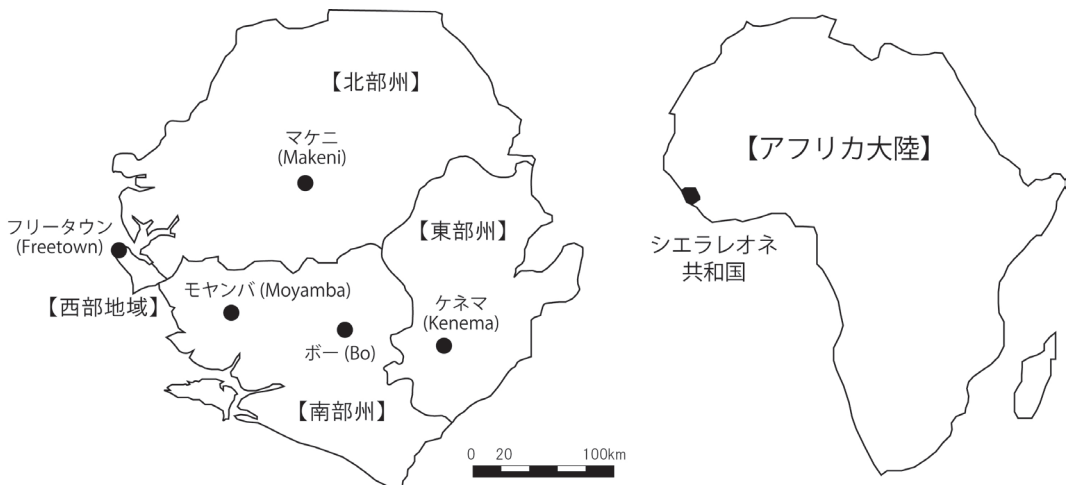 【北部州】
マケニ
(Makeni)
フリータウン
(Freetown)
【東部州】
【西部地域】
モヤンバ (Moyamba)
ケネマ
(Kenema)
ボー (Bo)
【南部州】
0 20 100km
【アフリカ大陸】
シエラレオネ
共和国